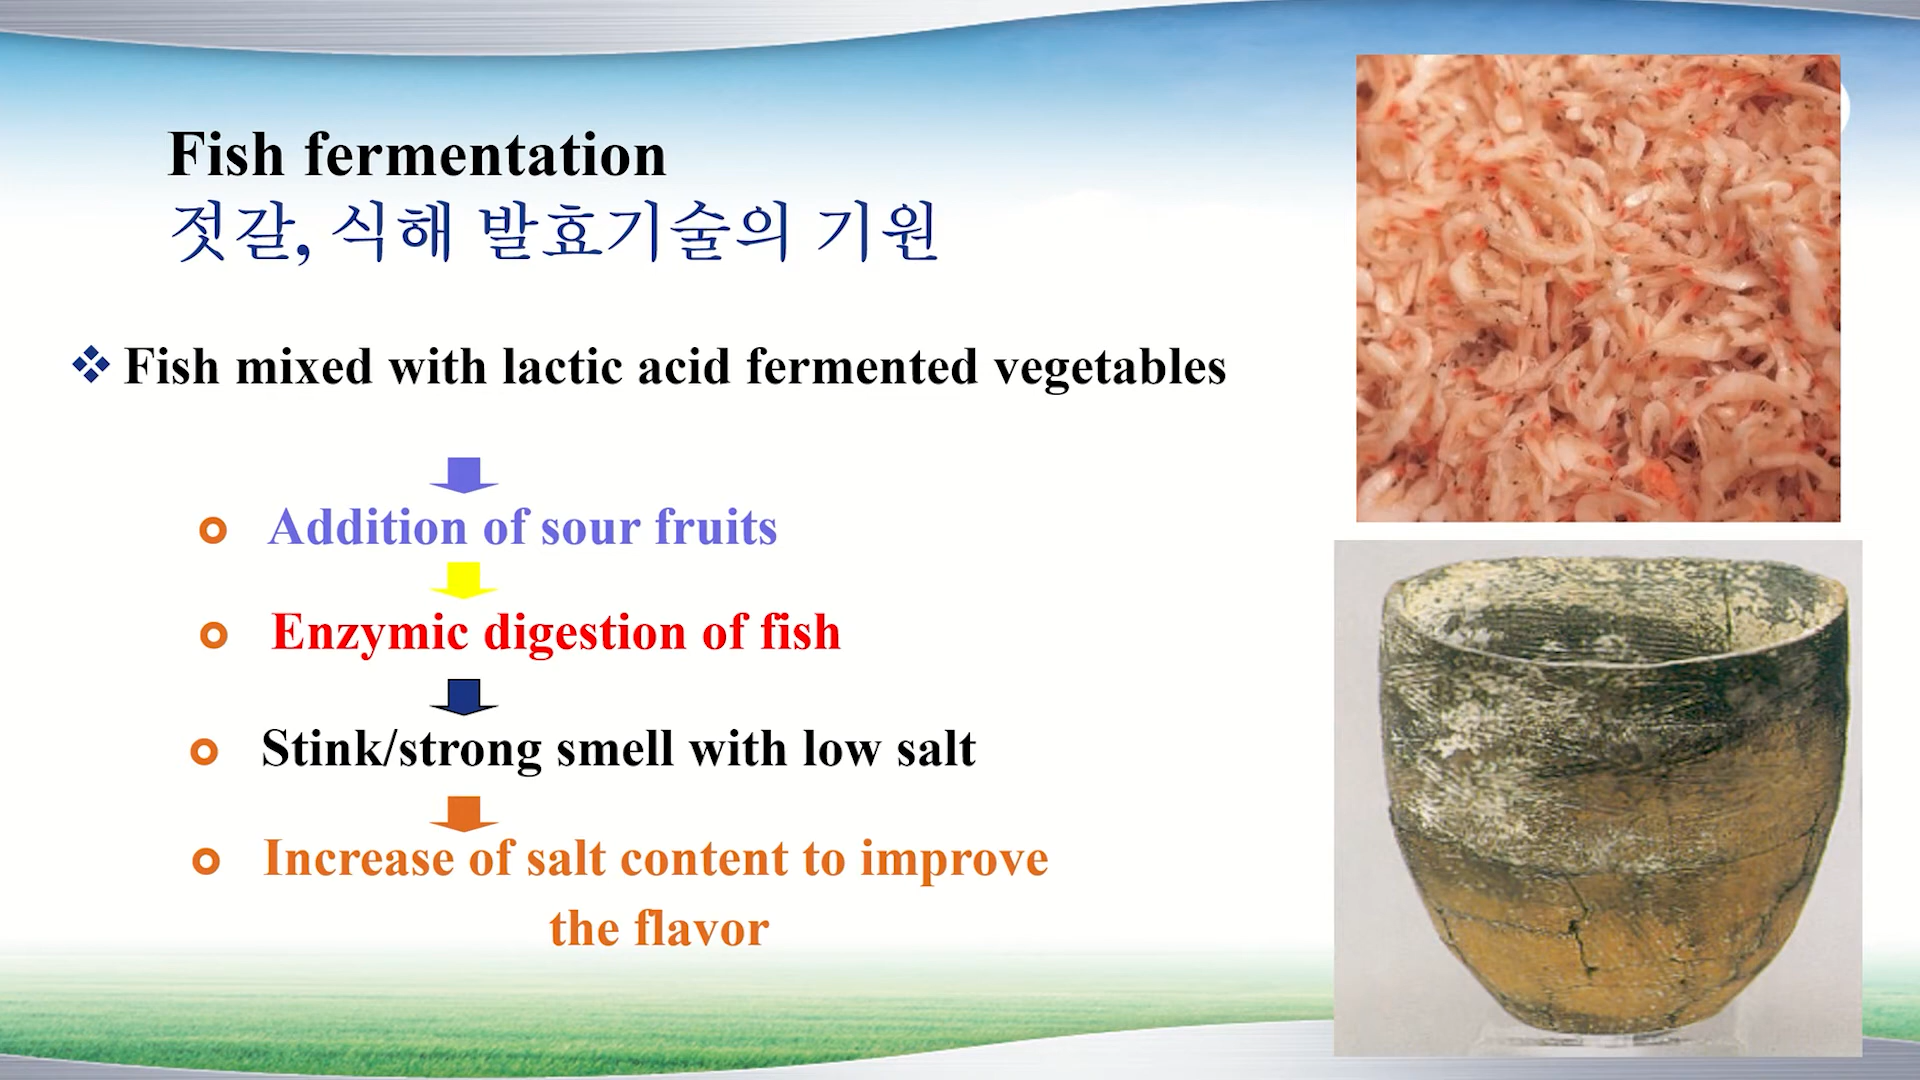 Fish fermentation
젓갈, 식해 발효기술의 기원
Fish mixed with lactic acid fermented vegetables
Addition of sour fruits
Enzymic digestion of fish
Stink/strong smell with low salt
Increase of salt content to improve
the flavor